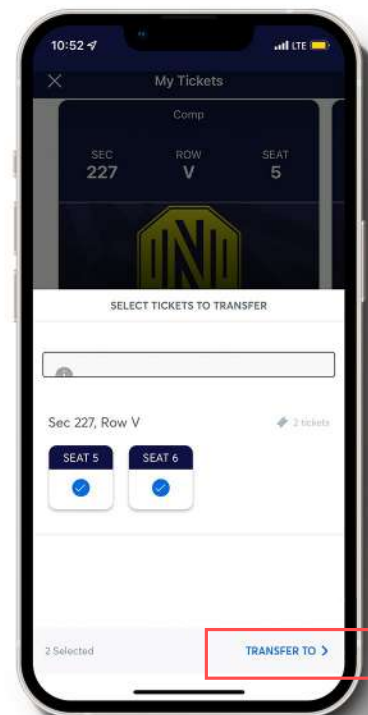 10:52
LTE
My Tickets
Comp
SEC ROW SEAT
227 V 5
SELECT TICKETS TO TRANSFER
Sec 227, Row V 2 tickets
SEAT 5 SEAT 6
2 Selected TRANSFER TO >